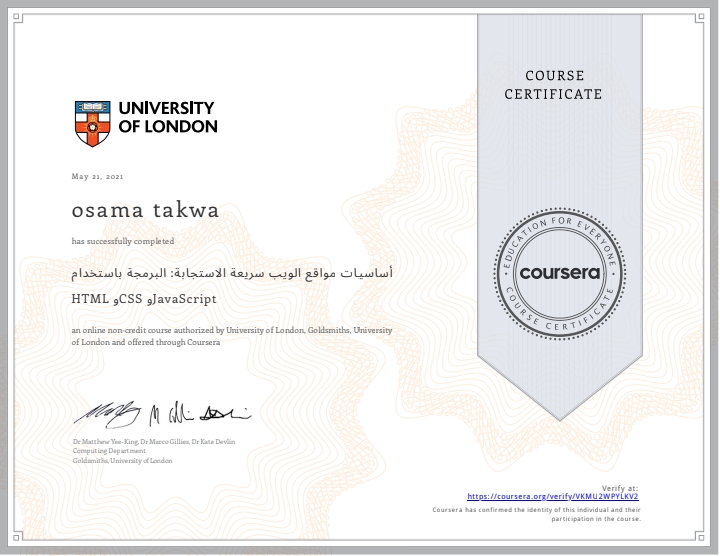 COURSE
CERTIFICATE
UNIVERSITY
OF LONDON
May 21, 2021
osama takwa
has successfully completed
أساسيات مواقع الويب سريعة الاستجابة: البرمجة باستخدام
HTML وCSS وJavaScript
an online non-credit course authorized by University of London, Goldsmiths, University
of London and offered through Coursera
EDUCATION FOR EVERYONE
coursera
COURSE CERTIFICATE
Dr Matthew Yee-King, Dr Marco Gillies, Dr Kate Devlin
Computing Department
Goldsmiths, University of London
Verify at:
https://coursera.org/verify/VKMU2WPYLKV2
Coursera has confirmed the identity of this individual and their
participation in the course.